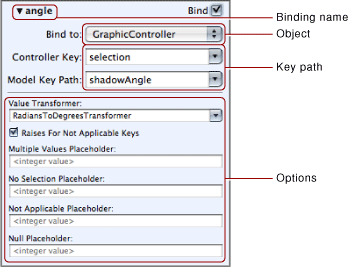 ▼ angle
Bind
Binding name
Bind to:
GraphicController
Object
Controller Key:
selection
Key path
Model Key Path:
shadowAngle
Value Transformer:
RadiansToDegreesTransformer
Raises For Not Applicable Keys
Multiple Values Placeholder:
<integer value>
No Selection Placeholder:
<integer value>
Options
Not Applicable Placeholder:
<integer value>
Null Placeholder:
<integer value>